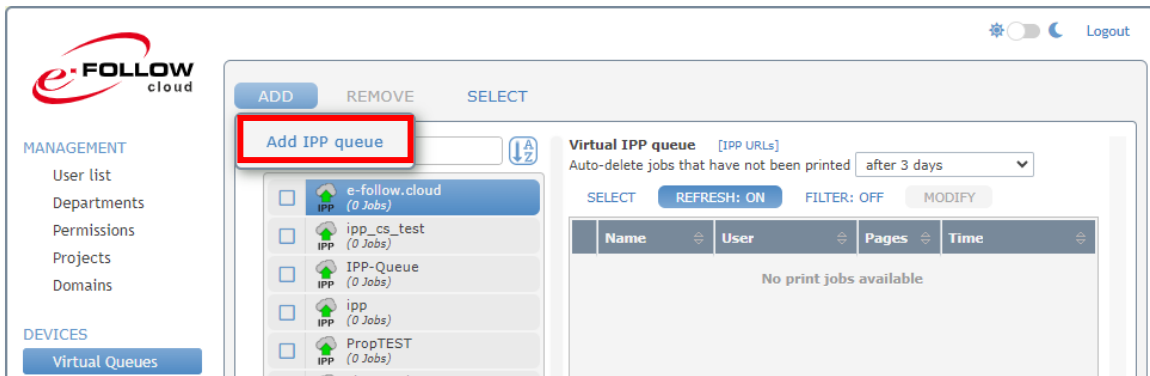 Logout
e-FOLLOW
cloud
ADD REMOVE SELECT
Add IPP queue
MANAGEMENT
User list
Departments
Permissions
Projects
Domains
DEVICES
Virtual Queues
e-follow.cloud
(0 Jobs)
IPP
ipp_cs_test
(0 Jobs)
IPP
IPP-Queue
(0 Jobs)
IPP
ipp
(0 Jobs)
IPP
PropTEST
(0 Jobs)
IPP
A
Z
Virtual IPP queue [IPP URLs]
Auto-delete jobs that have not been printed after 3 days
SELECT REFRESH: ON FILTER: OFF MODIFY
Name User Pages Time
No print jobs available